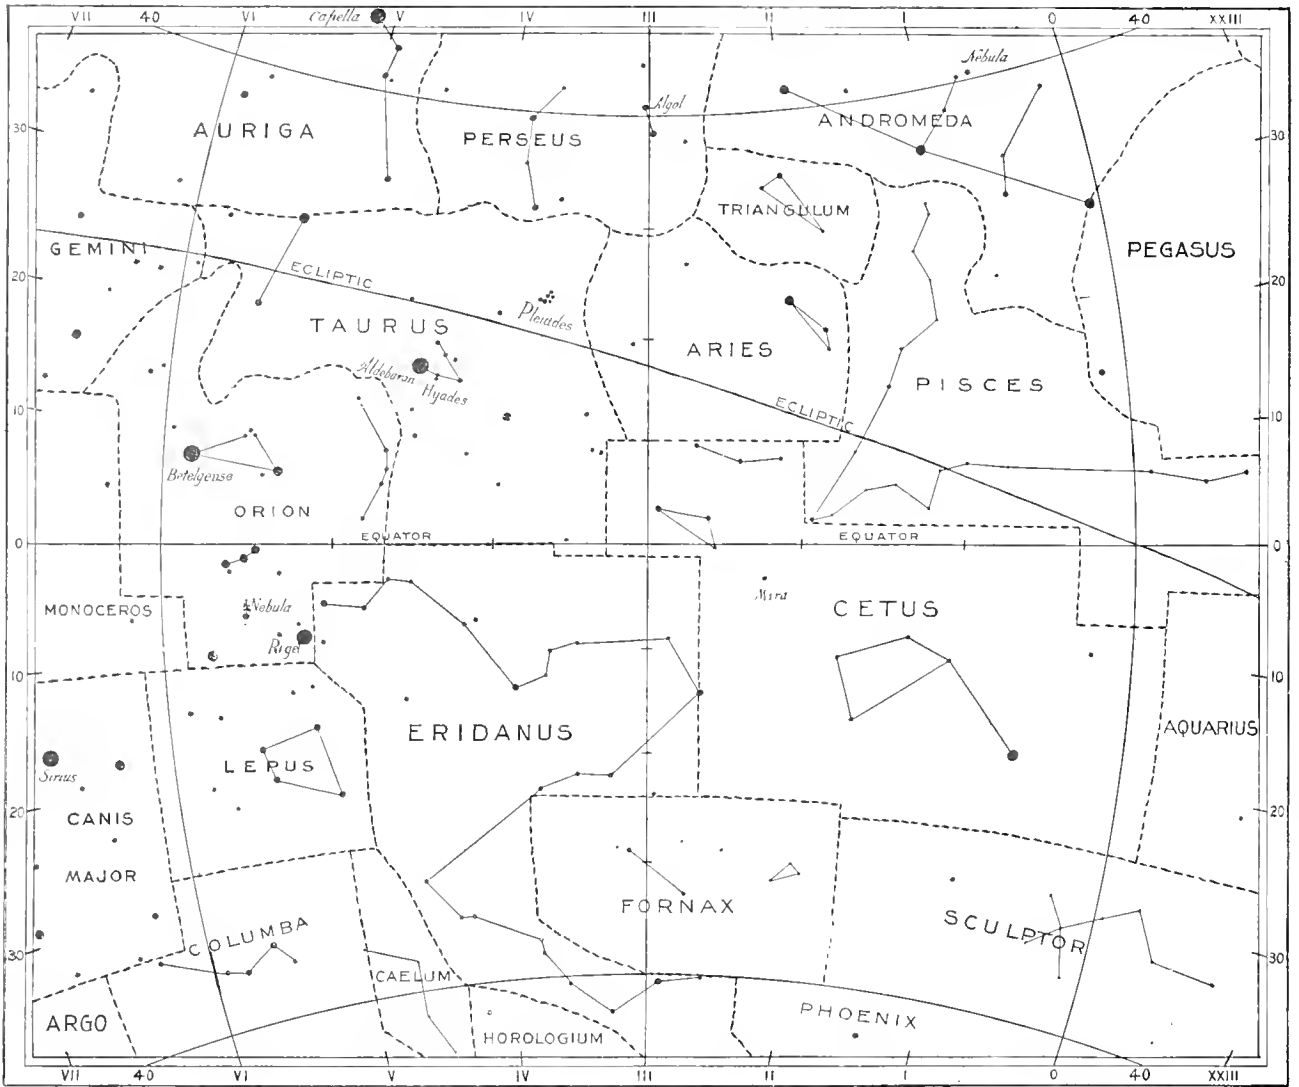 VII 40 VI Capella V IV III II I 0 40 XXIII
Nebula
Algol
30 AURIGA PERSEUS ANDROMEDA 30
TRIANGULUM
GEMINI PEGASUS
ECLIPTIC
20 20
Pleiades
TAURUS
ARIES
Aldebaran Hyades PISCES
10 ECLIPTIC 10
Betelgeuse
ORION
EQUATOR EQUATOR
0 0
Mira
MONOCEROS Nebula CETUS
Rigel
10 10
ERIDANUS AQUARIUS
LEPUS
Sirius
20 CANIS 20
MAJOR
FORNAX
SCULPTOR
COLUMBA
30 30
CAELUM
ARGO PHOENIX
HOROLOGIUM
VII 40 VI V IV III II I 0 40 XXIII